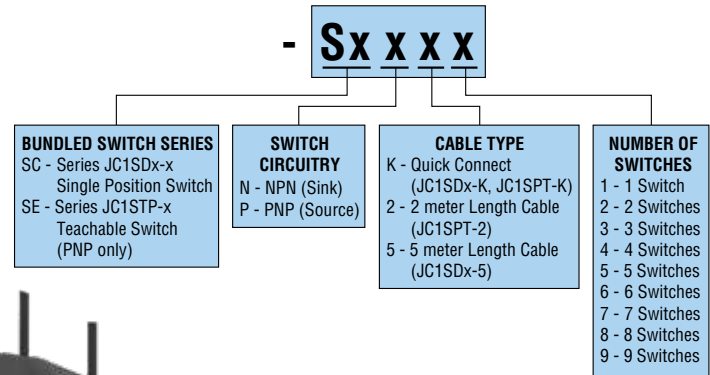 - Sx x x x
BUNDLED SWITCH SERIES
SC - Series JC1SDx-x
Single Position Switch
SE - Series JC1STP-x
Teachable Switch
(PNP only)
SWITCH
CIRCUITRY
N - NPN (Sink)
P - PNP (Source)
CABLE TYPE
K - Quick Connect
(JC1SDx-K, JC1SPT-K)
2 - 2 meter Length Cable
(JC1SPT-2)
5 - 5 meter Length Cable
(JC1SDx-5)
NUMBER OF
SWITCHES
1 - 1 Switch
2 - 2 Switches
3 - 3 Switches
4 - 4 Switches
5 - 5 Switches
6 - 6 Switches
7 - 7 Switches
8 - 8 Switches
9 - 9 Switches